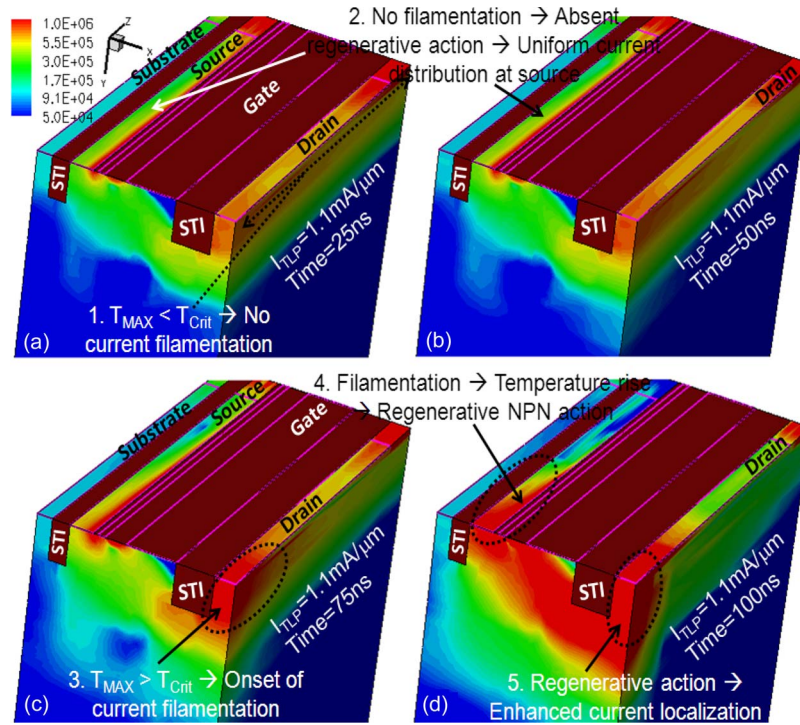 1.0E+06
5.5E+05
3.0E+05
1.7E+05
9.1E+04
5.0E+04
Z
X
Y
2. No filamentation → Absent
regenerative action → Uniform current
distribution at source
Substrate
Source
Gate
Drain
STI
STI
I_TLP=1.1mA/μm
Time=25ns
1. T_MAX < T_Crit → No
current filamentation
(a)
Drain
STI
STI
I_TLP=1.1mA/μm
Time=50ns
(b)
Substrate
Source
Gate
Drain
STI
STI
I_TLP=1.1mA/μm
Time=75ns
3. T_MAX > T_Crit → Onset of
current filamentation
(c)
4. Filamentation → Temperature rise
→ Regenerative NPN action
Drain
STI
STI
I_TLP=1.1mA/μm
Time=100ns
5. Regenerative action →
Enhanced current localization
(d)